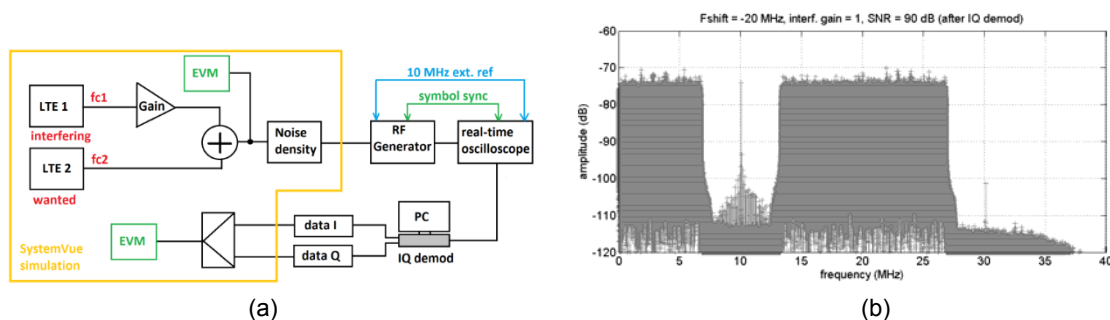 EVM
LTE 1
fc1
Gain
interfering
LTE 2
fc2
wanted
Noise
density
10 MHz ext. ref
symbol sync
RF
Generator
real-time
oscilloscope
EVM
SystemVue
simulation
data I
data Q
PC
IQ demod
(a)
Fshift = -20 MHz, interf. gain = 1, SNR = 90 dB (after IQ demod)
amplitude (dB)
-60
-70
-80
-90
-100
-110
-120
0 5 10 15 20 25 30 35 40
frequency (MHz)
(b)